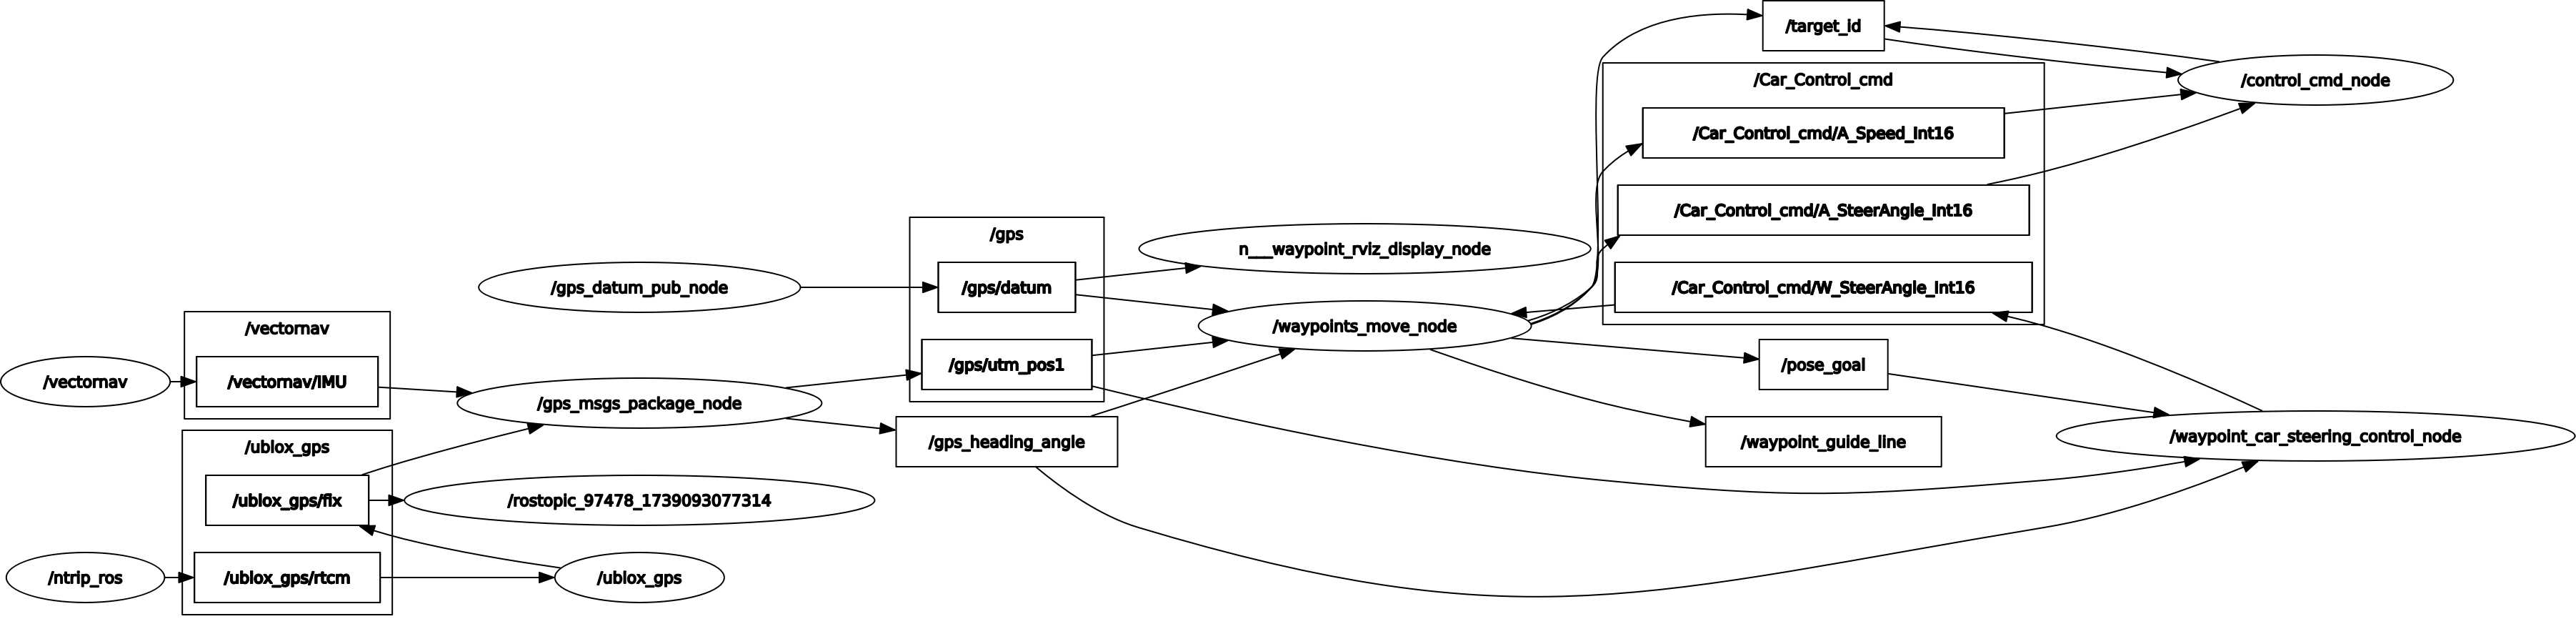 /target_id
/Car_Control_cmd
/control_cmd_node
/Car_Control_cmd/A_Speed_Int16
/Car_Control_cmd/A_SteerAngle_Int16
/gps
n___waypoint_rviz_display_node
/gps_datum_pub_node
/gps/datum
/Car_Control_cmd/W_SteerAngle_Int16
/vectornav
/waypoints_move_node
/gps/utm_pos1
/pose_goal
/vectornav
/vectornav/IMU
/gps_msgs_package_node
/gps_heading_angle
/waypoint_guide_line
/waypoint_car_steering_control_node
/ublox_gps
/ublox_gps/fix
/rostopic_97478_1739093077314
/ntrip_ros
/ublox_gps/rtcm
/ublox_gps